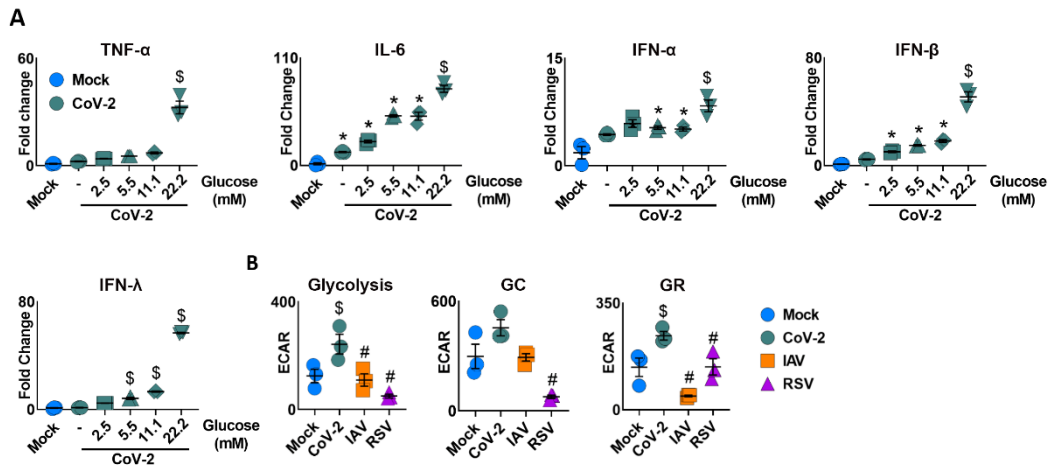 A
TNF-α
60
Fold Change
0
Mock
CoV-2
$
Mock
-
2.5
5.5
11.1
22.2
Glucose
(mM)
CoV-2
IL-6
110
Fold Change
0
*
*
*
*
$
Mock
-
2.5
5.5
11.1
22.2
Glucose
(mM)
CoV-2
IFN-α
15
Fold Change
0
*
*
$
Mock
-
2.5
5.5
11.1
22.2
Glucose
(mM)
CoV-2
IFN-β
80
Fold Change
0
*
*
*
$
Mock
-
2.5
5.5
11.1
22.2
Glucose
(mM)
CoV-2
IFN-λ
80
Fold Change
0
$
$
$
Mock
-
2.5
5.5
11.1
22.2
Glucose
(mM)
CoV-2
B
Glycolysis
400
ECAR
0
$
#
#
Mock
CoV-2
IAV
RSV
GC
600
ECAR
0
#
Mock
CoV-2
IAV
RSV
GR
350
ECAR
0
$
#
#
Mock
CoV-2
IAV
RSV
Mock
CoV-2
IAV
RSV